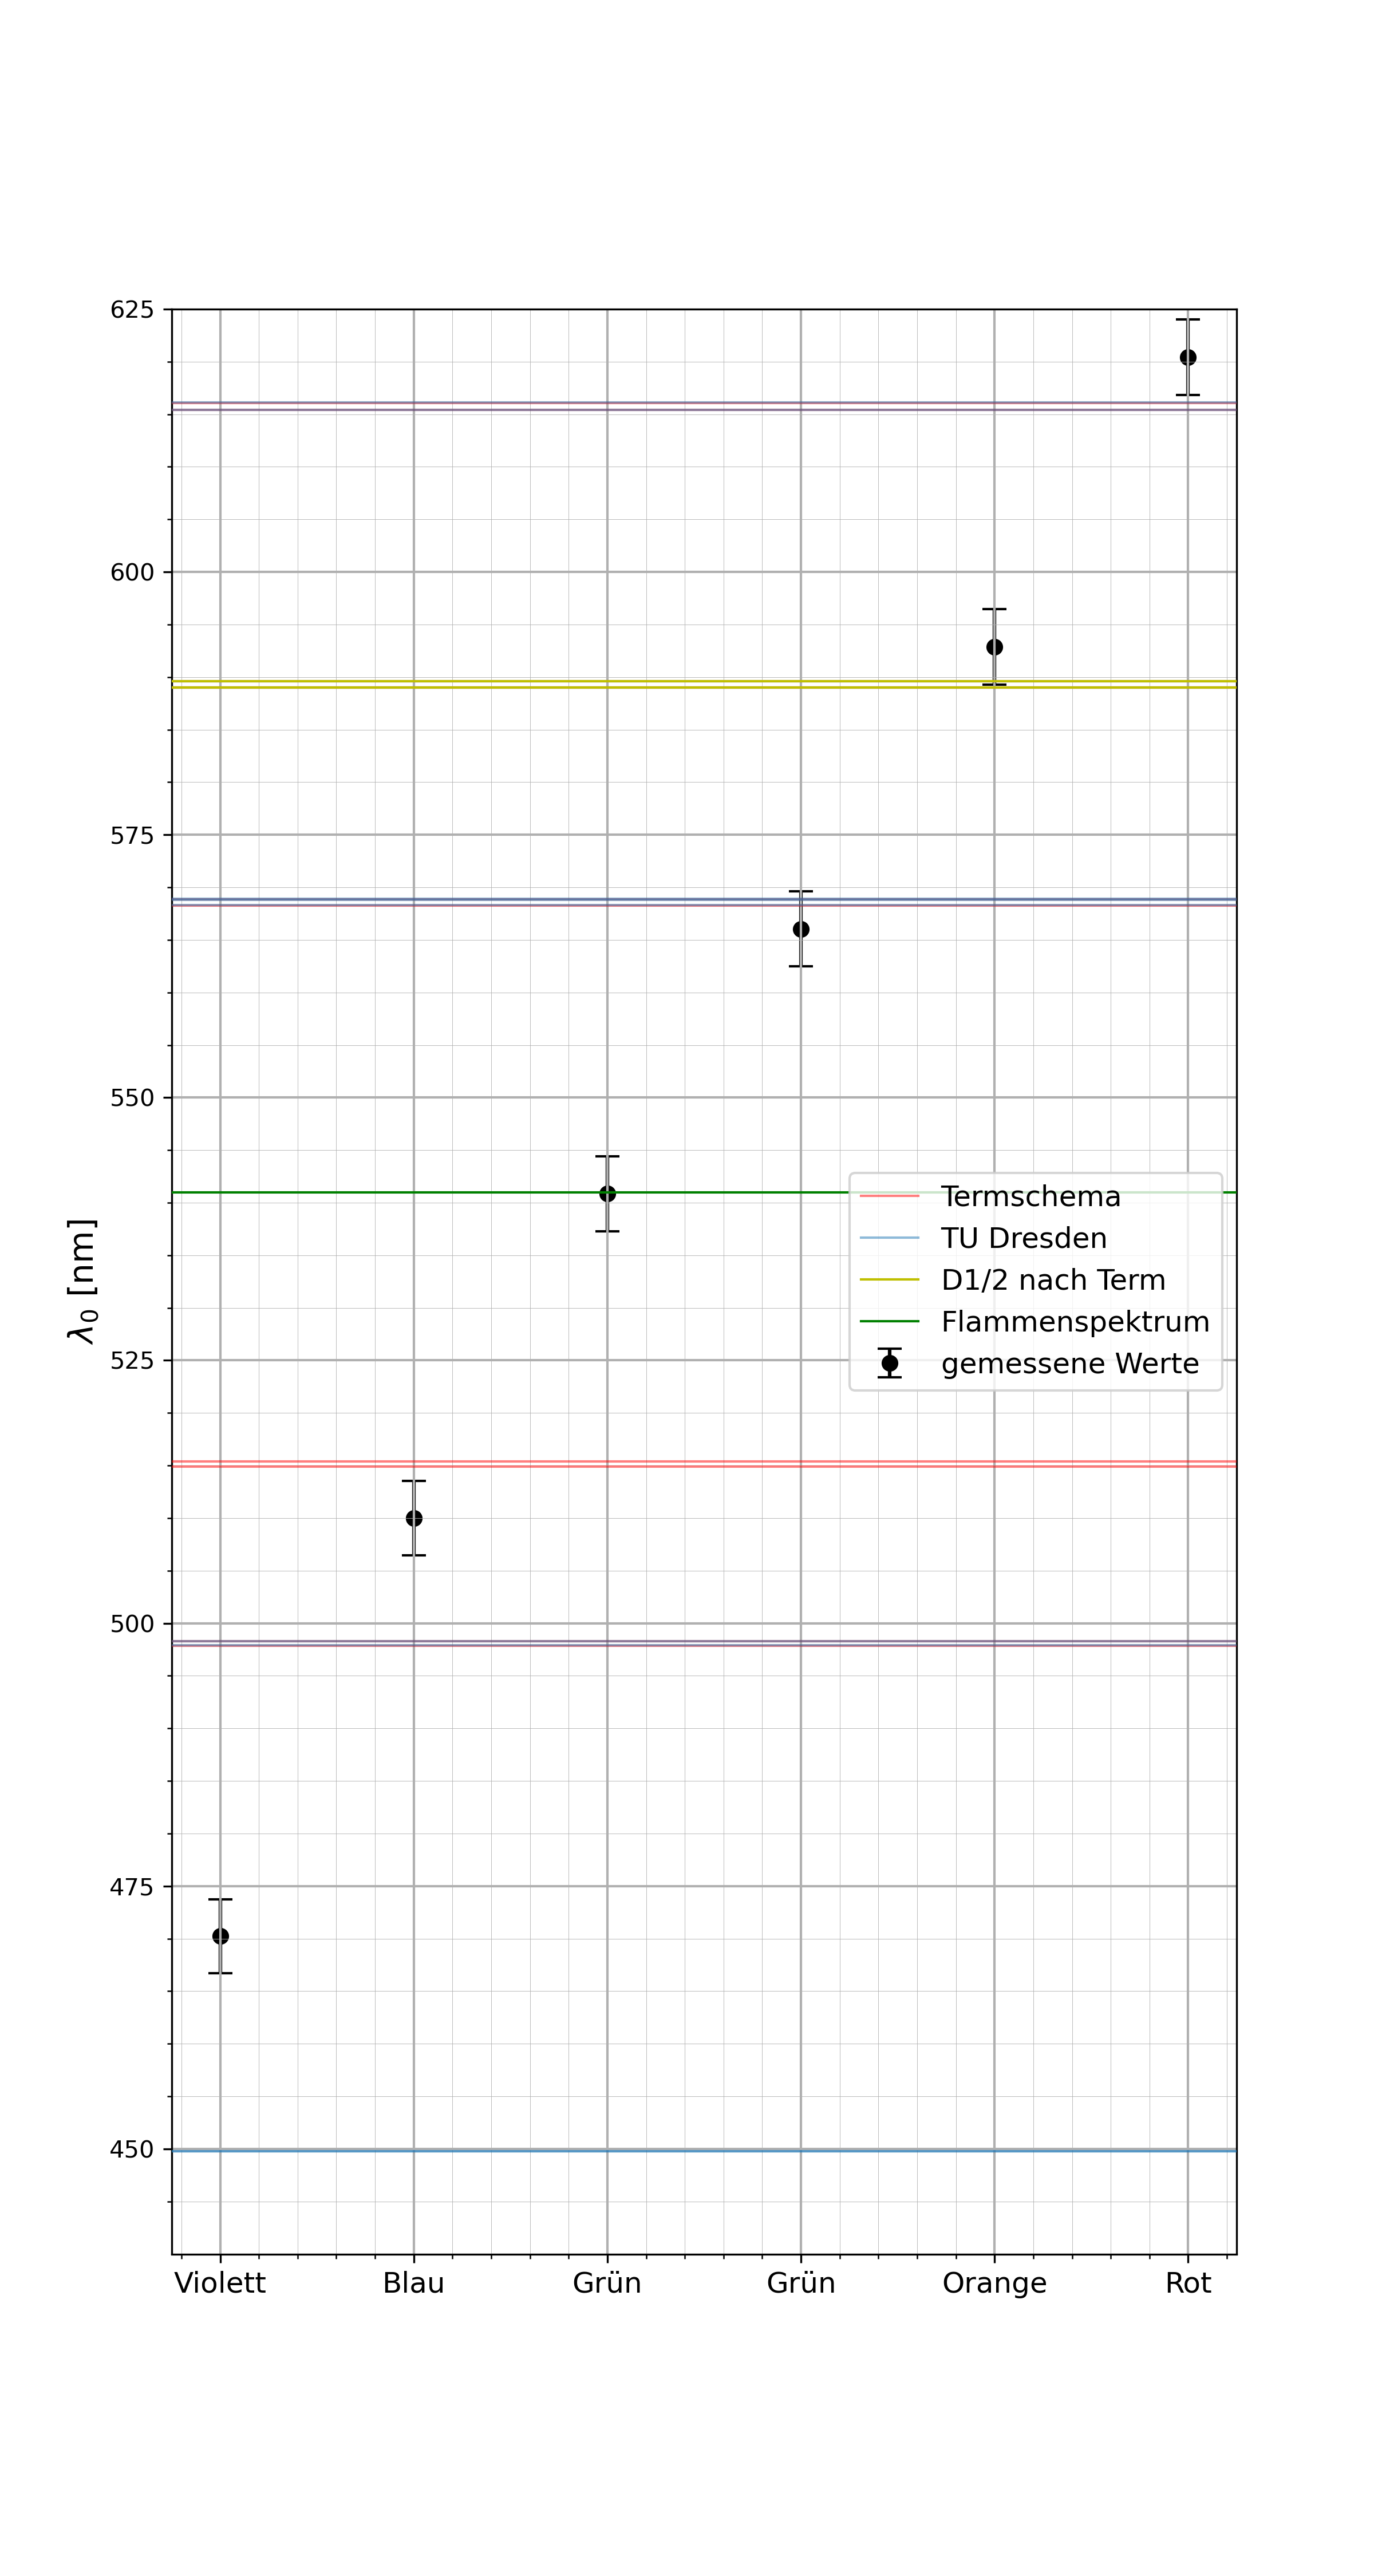 625
600
575
550
525
500
475
450
λ0 [nm]
Termschema
TU Dresden
D1/2 nach Term
Flammenspektrum
gemessene Werte
Violett Blau Grün Grün Orange Rot